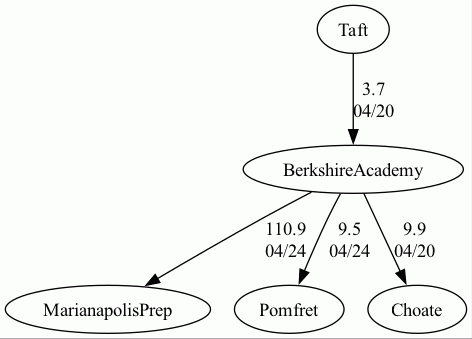 Taft
3.7
04/20
BerkshireAcademy
110.9
04/24
9.5
04/24
9.9
04/20
MarianapolisPrep
Pomfret
Choate